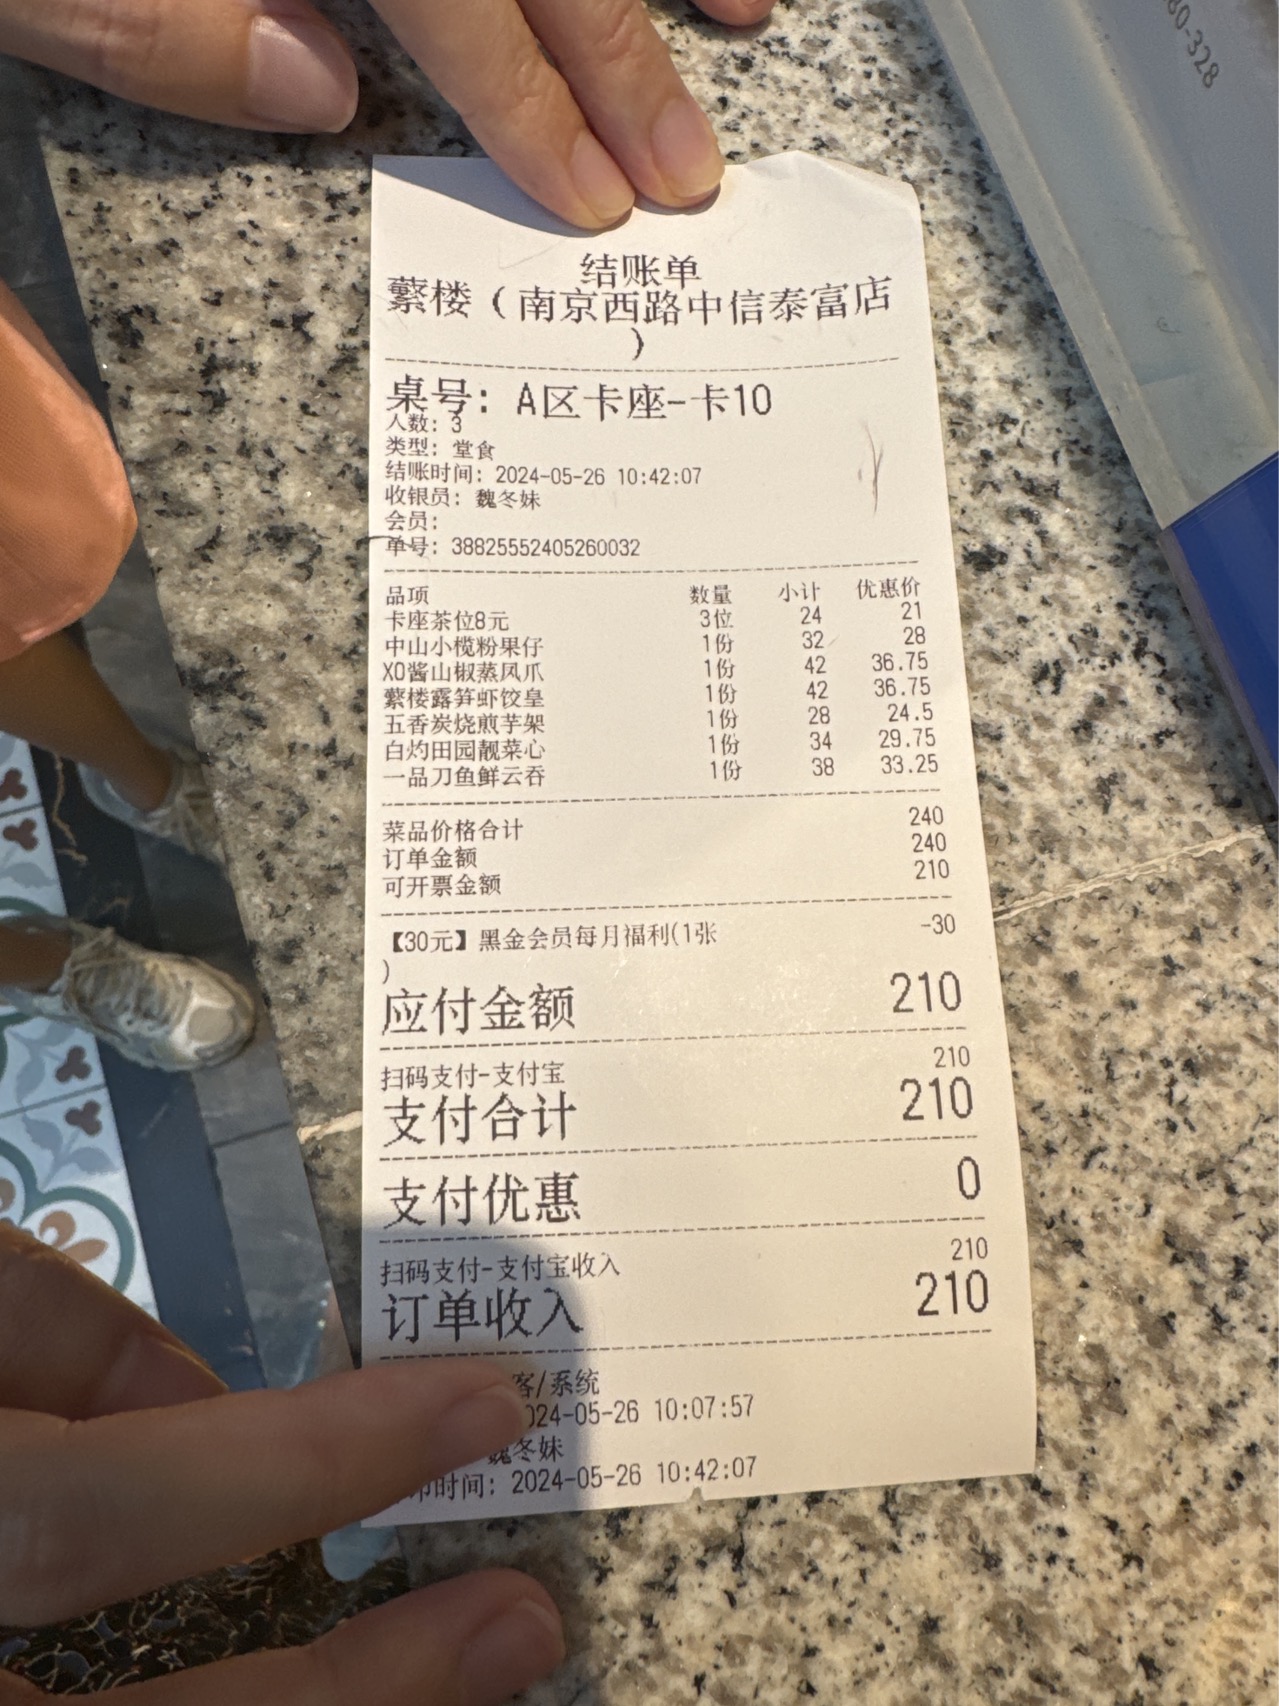 80-328
结账单
蘩楼（南京西路中信泰富店
）
桌号：A区卡座-卡10
人数：3
类型：堂食
结账时间：2024-05-26 10:42:07
收银员：魏冬妹
会员：
单号：38825552405260032
品项 数量 小计 优惠价
卡座茶位8元 3位 24 21
中山小榄粉果仔 1份 32 28
XO酱山椒蒸凤爪 1份 42 36.75
蘩楼露笋虾饺皇 1份 42 36.75
五香炭烧煎芋架 1份 28 24.5
白灼田园靓菜心 1份 34 29.75
一品刀鱼鲜云吞 1份 38 33.25
菜品价格合计 240
订单金额 240
可开票金额 210
【30元】黑金会员每月福利(1张 -30
)
应付金额 210
扫码支付-支付宝 210
支付合计 210
支付优惠 0
扫码支付-支付宝收入 210
订单收入 210
客/系统
024-05-26 10:07:57
魏冬妹
印时间：2024-05-26 10:42:07